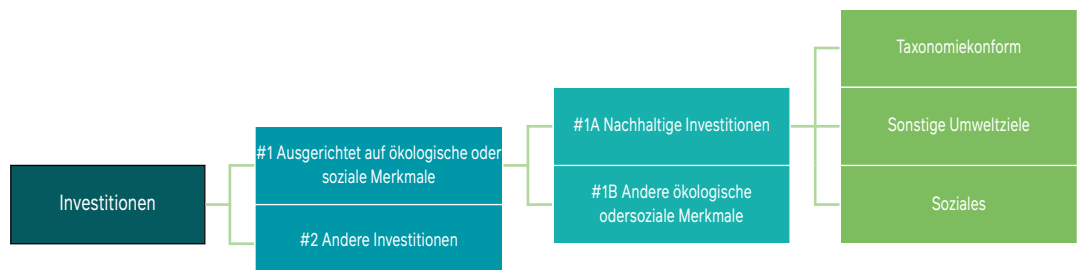 Investitionen
#1 Ausgerichtet auf ökologische oder
soziale Merkmale
#2 Andere Investitionen
#1A Nachhaltige Investitionen
#1B Andere ökologische
odersoziale Merkmale
Taxonomiekonform
Sonstige Umweltziele
Soziales